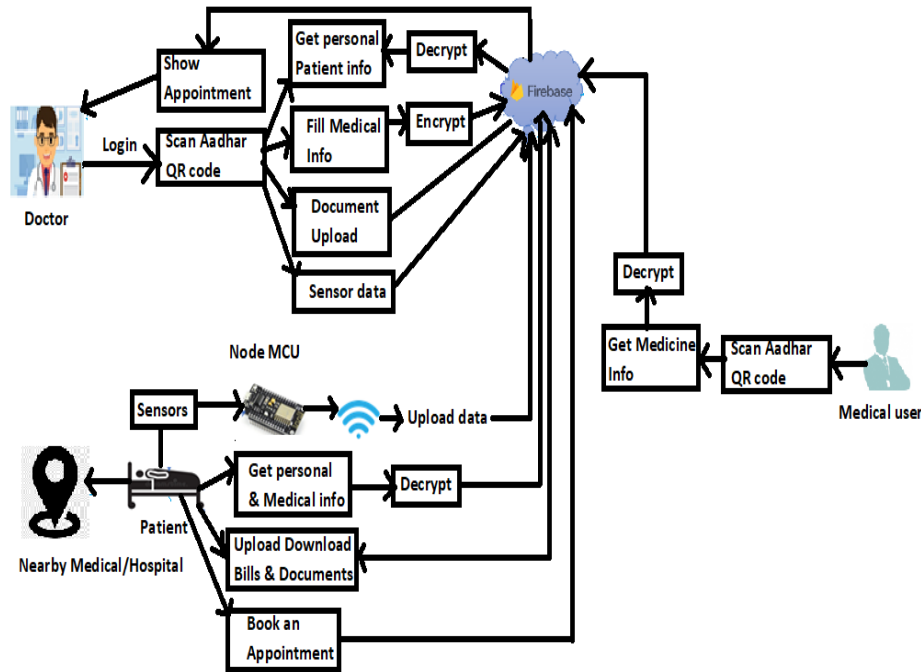 Get personal
Patient info
Decrypt
Show
Appointment
Firebase
Fill Medical
Info
Encrypt
Login
Scan Aadhar
QR code
Doctor
Document
Upload
Sensor data
Decrypt
Get Medicine
Info
Scan Aadhar
QR code
Medical user
Node MCU
Sensors
Upload data
Get personal
& Medical info
Decrypt
Patient
Nearby Medical/Hospital
Upload Download
Bills & Documents
Book an
Appointment